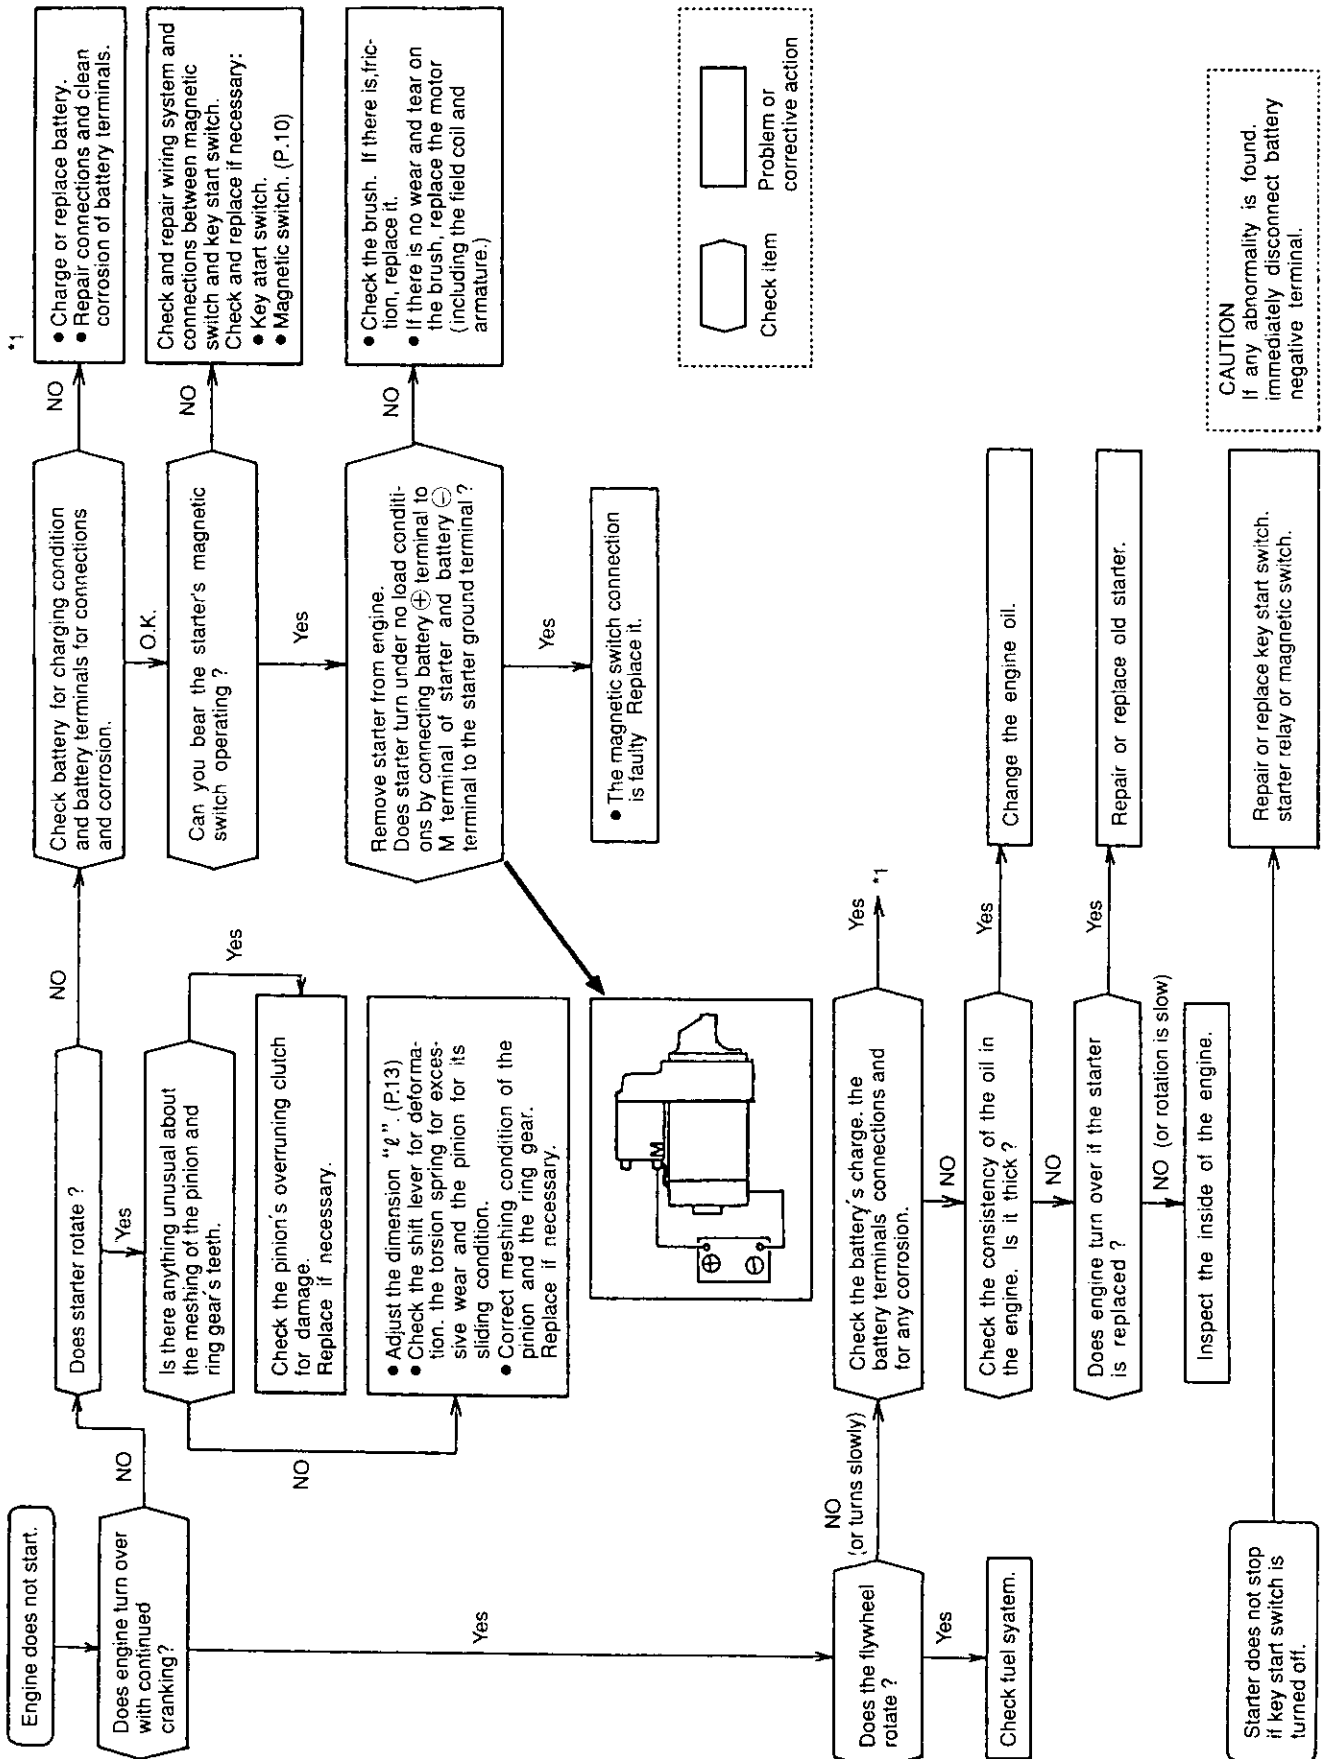 Engine does not start.
Does engine turn over
with continued
cranking?
NO
Does starter rotate ?
NO
Check battery for charging condition
and battery terminals for connections
and corrosion.
NO
*1
• Charge or replace battery.
• Repair connections and clean
corrosion of battery terminals.
O.K.
Can you bear the starter's magnetic
switch operating ?
NO
Check and repair wiring system and
connections between magnetic
switch and key start switch.
Check and replace if necessary:
• Key atart switch.
• Magnetic switch. (P.10)
Yes
Remove starter from engine.
Does starter turn under no load conditi-
ons by connecting battery ⊕ terminal to
M terminal of starter and battery ⊖
terminal to the starter ground terminal ?
NO
• Check the brush. If there is,fric-
tion, replace it.
• If there is no wear and tear on
the brush, replace the motor
(including the field coil and
armature.)
Yes
• The magnetic switch connection
is faulty Replace it.
Yes
Is there anything unusual about
the meshing of the pinion and
ring gear's teeth.
Yes
Check the pinion's overruning clutch
for damage.
Replace if necessary.
NO
• Adjust the dimension “ℓ”. (P.13)
• Check the shift lever for deforma-
tion. the torsion spring for exces-
sive wear and the pinion for its
sliding condition.
• Correct meshing condition of the
pinion and the ring gear.
Replace if necessary.
M
⊕
⊖
Check item
Problem or
corrective action
Yes
Does the flywheel
rotate ?
NO
(or turns slowly)
Check the battery's charge. the
battery terminals' connections and
for any corrosion.
Yes
*1
NO
Check the consistency of the oil in
the engine. Is it thick ?
Yes
Change the engine oil.
NO
Does engine turn over if the starter
is replaced ?
Yes
Repair or replace old starter.
NO (or rotation is slow)
Inspect the inside of the engine.
Yes
Check fuel syatem.
Starter does not stop
if key start switch is
turned off.
Repair or replace key start switch.
starter relay or magnetic switch.
CAUTION
If any abnormality is found.
immediately disconnect battery
negative terminal.